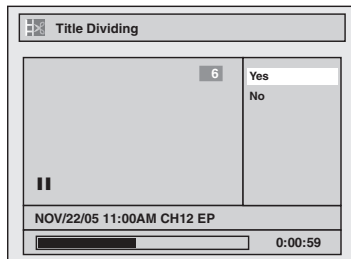 Title Dividing
6
Yes
No
NOV/22/05 11:00AM CH12 EP
0:00:59